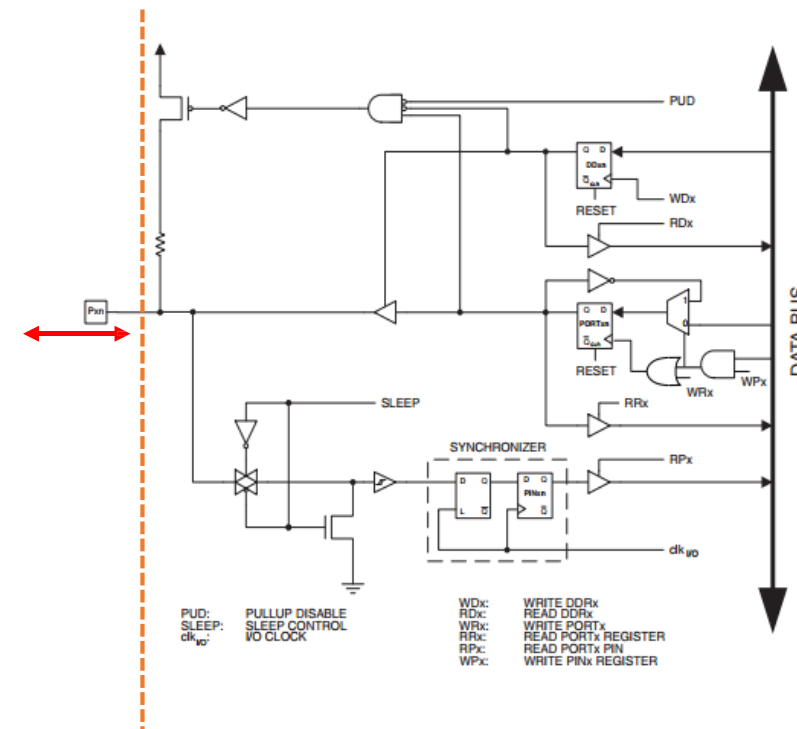 PUD
Q D
DDxn
Q CLR
WDx
RESET
RDx
Pxn
1
Q D
0
PORTxn
Q CLR
DATA BUS
RESET
WRx
WPx
SLEEP
RRx
SYNCHRONIZER
RPx
D Q
D Q
PINxn
L Q
Q
clk I/O
PUD: PULLUP DISABLE
SLEEP: SLEEP CONTROL
clk I/O: I/O CLOCK
WDx: WRITE DDRx
RDx: READ DDRx
WRx: WRITE PORTx
RRx: READ PORTx REGISTER
RPx: READ PORTx PIN
WPx: WRITE PINx REGISTER